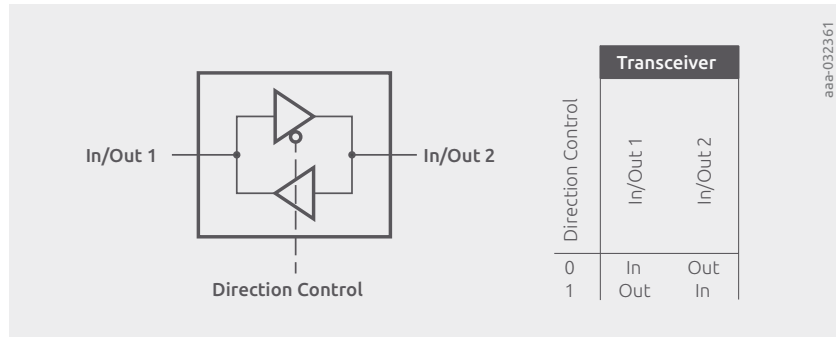 In/Out 1
In/Out 2
Direction Control
Transceiver
Direction Control
In/Out 1
In/Out 2
0 In Out
1 Out In
aaa-032361